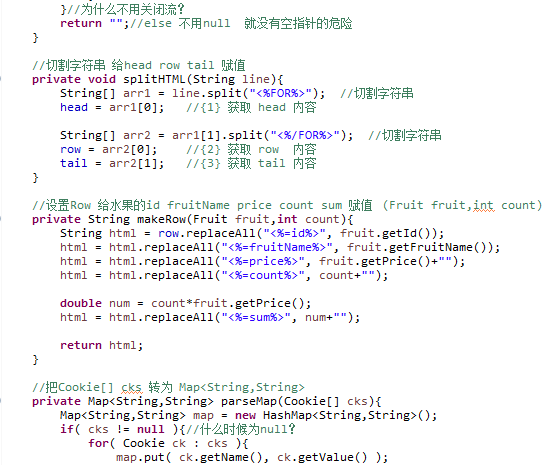 }//为什么不用关闭流?
return "";//else 不用null  就没有空指针的危险
}
//切割字符串 给head row tail 赋值
private void splitHTML(String line){
String[] arr1 = line.split("<%FOR%>");  //切割字符串
head = arr1[0];   //{1} 获取 head 内容
String[] arr2 = arr1[1].split("<%/FOR%>");  //切割字符串
row = arr2[0];    //{2} 获取 row  内容
tail = arr2[1];   //{3} 获取 tail 内容
}
//设置Row 给水果的id fruitName price count sum 赋值 (Fruit fruit,int count)
private String makeRow(Fruit fruit,int count){
String html = row.replaceAll("<%=id%>", fruit.getId());
html = html.replaceAll("<%=fruitName%>", fruit.getFruitName());
html = html.replaceAll("<%=price%>", fruit.getPrice()+"");
html = html.replaceAll("<%=count%>", count+"");
double num = count*fruit.getPrice();
html = html.replaceAll("<%=sum%>", num+"");
return html;
}
//把Cookie[] cks 转为 Map<String,String>
private Map<String,String> parseMap(Cookie[] cks){
Map<String,String> map = new HashMap<String,String>();
if( cks != null ){//什么时候为null?
for( Cookie ck : cks ){
map.put( ck.getName(), ck.getValue() );